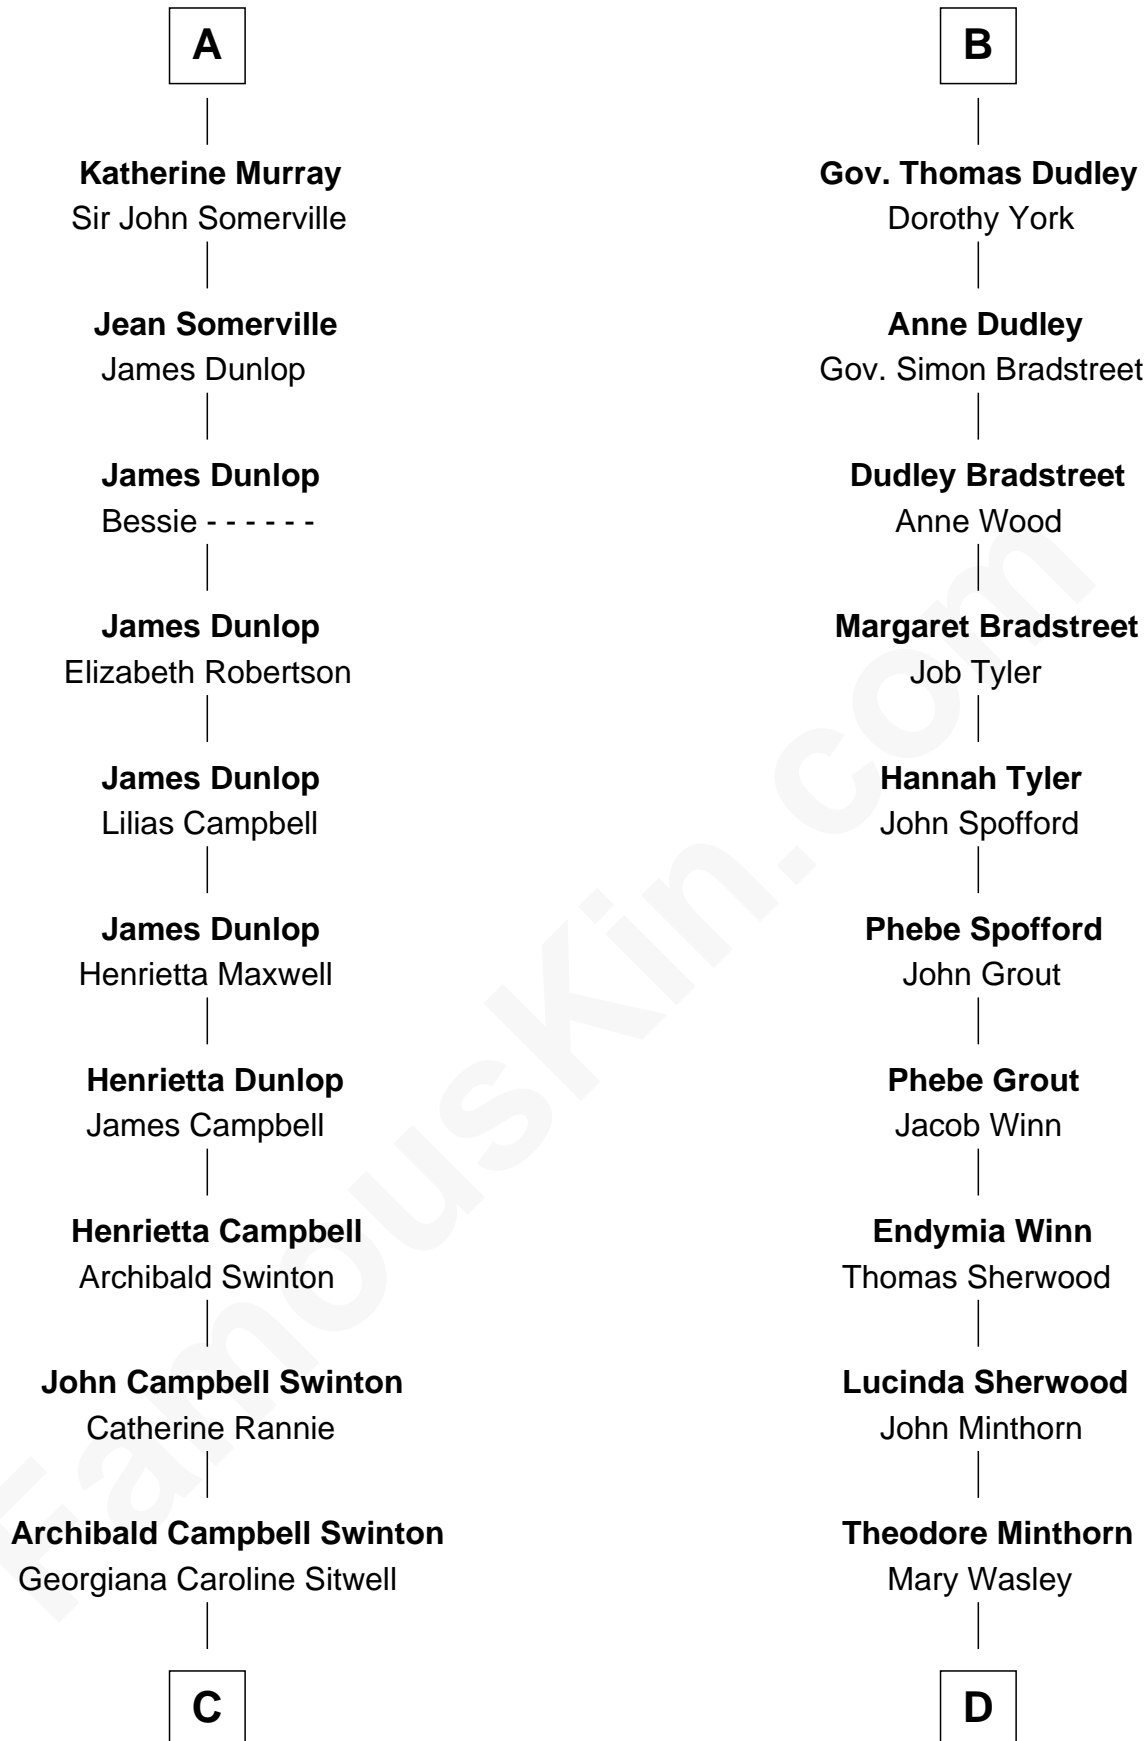 A
Katherine Murray
Sir John Somerville
Jean Somerville
James Dunlop
James Dunlop
Bessie - - - - - -
James Dunlop
Elizabeth Robertson
James Dunlop
Lilias Campbell
James Dunlop
Henrietta Maxwell
Henrietta Dunlop
James Campbell
Henrietta Campbell
Archibald Swinton
John Campbell Swinton
Catherine Rannie
Archibald Campbell Swinton
Georgiana Caroline Sitwell
C
B
Gov. Thomas Dudley
Dorothy York
Anne Dudley
Gov. Simon Bradstreet
Dudley Bradstreet
Anne Wood
Margaret Bradstreet
Job Tyler
Hannah Tyler
John Spofford
Phebe Spofford
John Grout
Phebe Grout
Jacob Winn
Endymia Winn
Thomas Sherwood
Lucinda Sherwood
John Minthorn
Theodore Minthorn
Mary Wasley
D
FamousKin.com